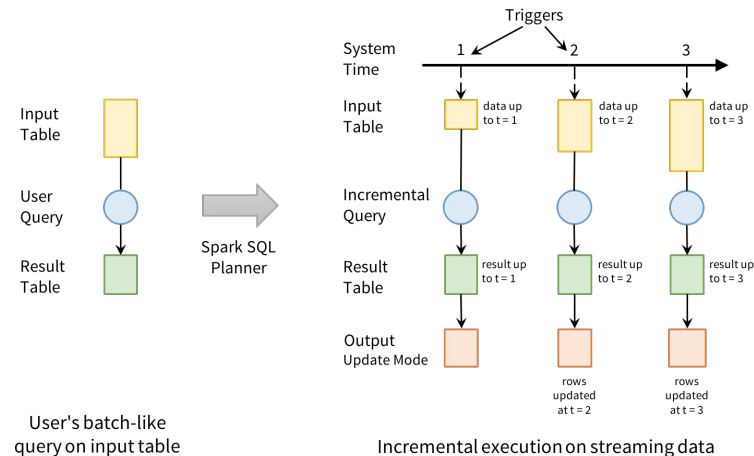 Triggers
System
Time
1
2
3
Input
Table
Input
Table
data up
to t = 1
data up
to t = 2
data up
to t = 3
User
Query
Spark SQL
Planner
Incremental
Query
Result
Table
Result
Table
result up
to t = 1
result up
to t = 2
result up
to t = 3
Output
Update Mode
rows
updated
at t = 2
rows
updated
at t = 3
User's batch-like
query on input table
Incremental execution on streaming data